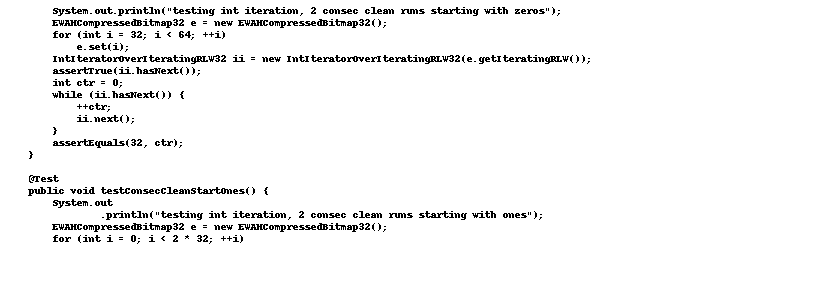 System.out.println("testing int iteration, 2 consec clean runs starting with zeros");
EWAHCompressedBitmap32 e = new EWAHCompressedBitmap32();
for (int i = 32; i < 64; ++i)
e.set(i);
IntIteratorOverIteratingRLW32 ii = new IntIteratorOverIteratingRLW32(e.getIteratingRLW());
assertTrue(ii.hasNext());
int ctr = 0;
while (ii.hasNext()) {
++ctr;
ii.next();
}
assertEquals(32, ctr);
}
@Test
public void testConsecCleanStartOnes() {
System.out
.println("testing int iteration, 2 consec clean runs starting with ones");
EWAHCompressedBitmap32 e = new EWAHCompressedBitmap32();
for (int i = 0; i < 2 * 32; ++i)